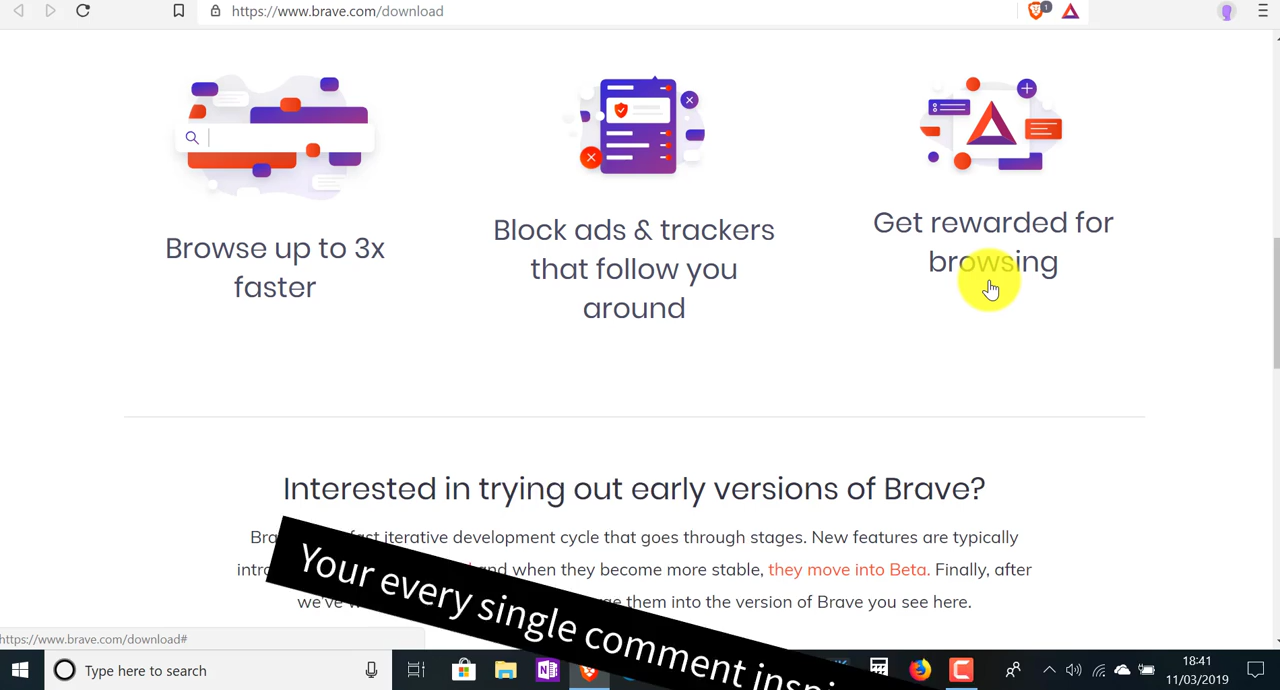 https://www.brave.com/download
1
Browse up to 3x
faster
Block ads & trackers
that follow you
around
Get rewarded for
browsing
Interested in trying out early versions of Brave?
fast iterative development cycle that goes through stages. New features are typically
and when they become more stable, they move into Beta. Finally, after
them into the version of Brave you see here.
Your every single comment
https://www.brave.com/download#
Type here to search
18:41
11/03/2019